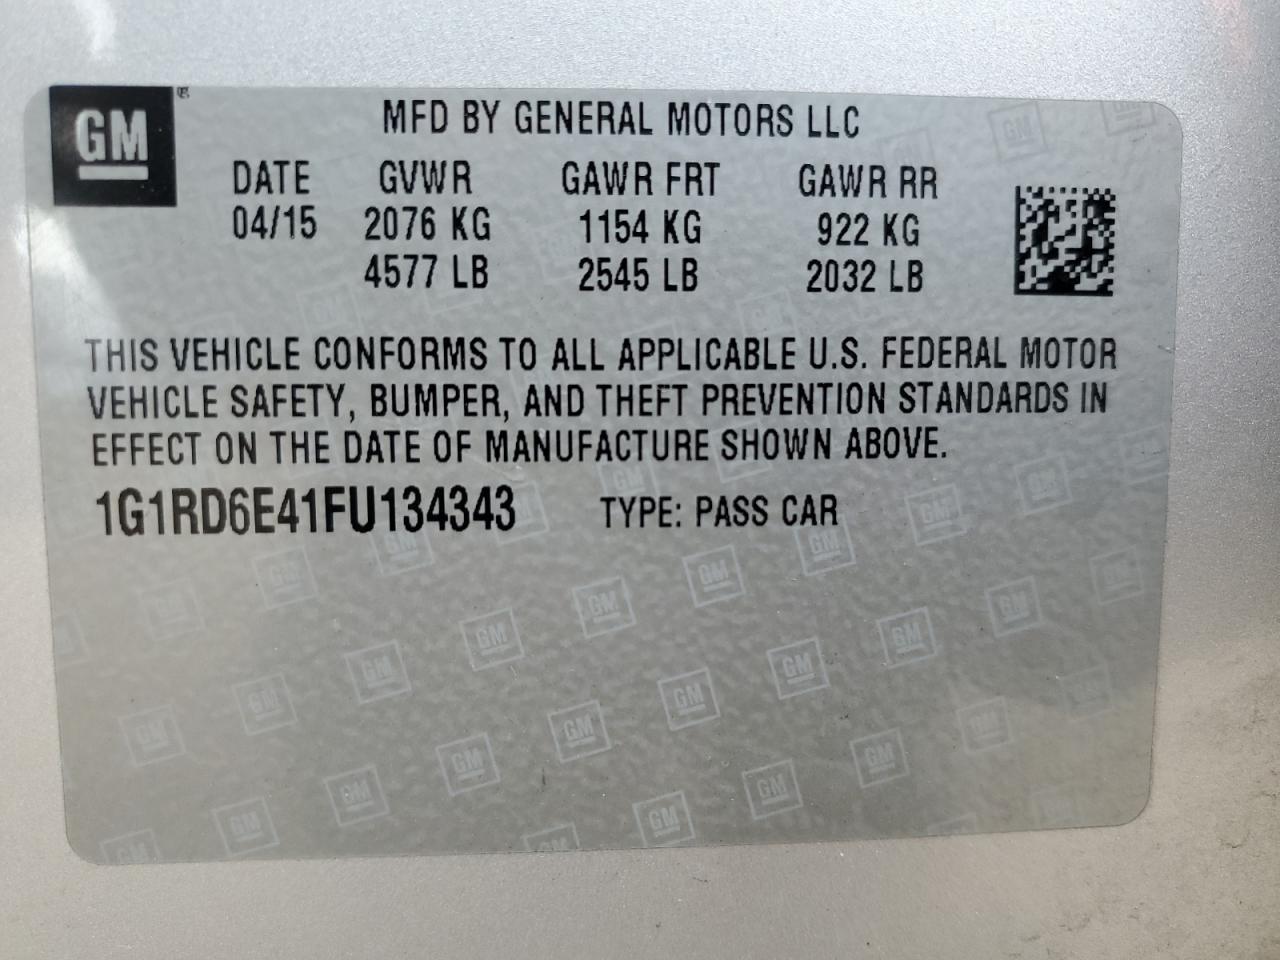 GM
MFD BY GENERAL MOTORS LLC
DATE GVWR GAWR FRT GAWR RR
04/15 2076 KG 1154 KG 922 KG
4577 LB 2545 LB 2032 LB
THIS VEHICLE CONFORMS TO ALL APPLICABLE U.S. FEDERAL MOTOR
VEHICLE SAFETY, BUMPER, AND THEFT PREVENTION STANDARDS IN
EFFECT ON THE DATE OF MANUFACTURE SHOWN ABOVE.
1G1RD6E41FU134343 TYPE: PASS CAR